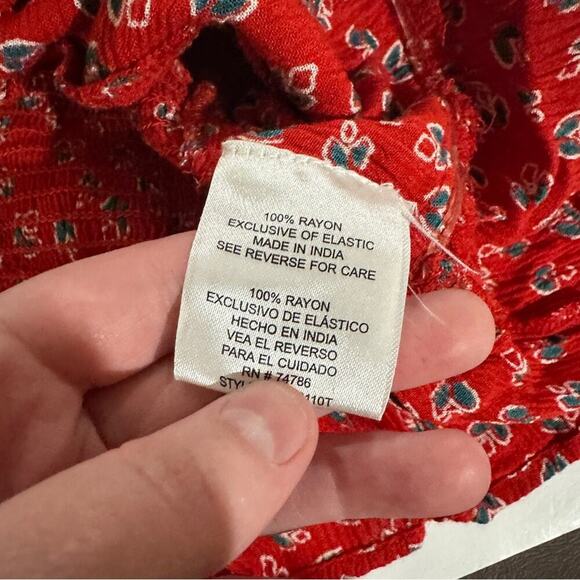 100% RAYON
EXCLUSIVE OF ELASTIC
MADE IN INDIA
SEE REVERSE FOR CARE
100% RAYON
EXCLUSIVO DE ELÁSTICO
HECHO EN INDIA
VEA EL REVERSO
PARA EL CUIDADO
RN # 74786